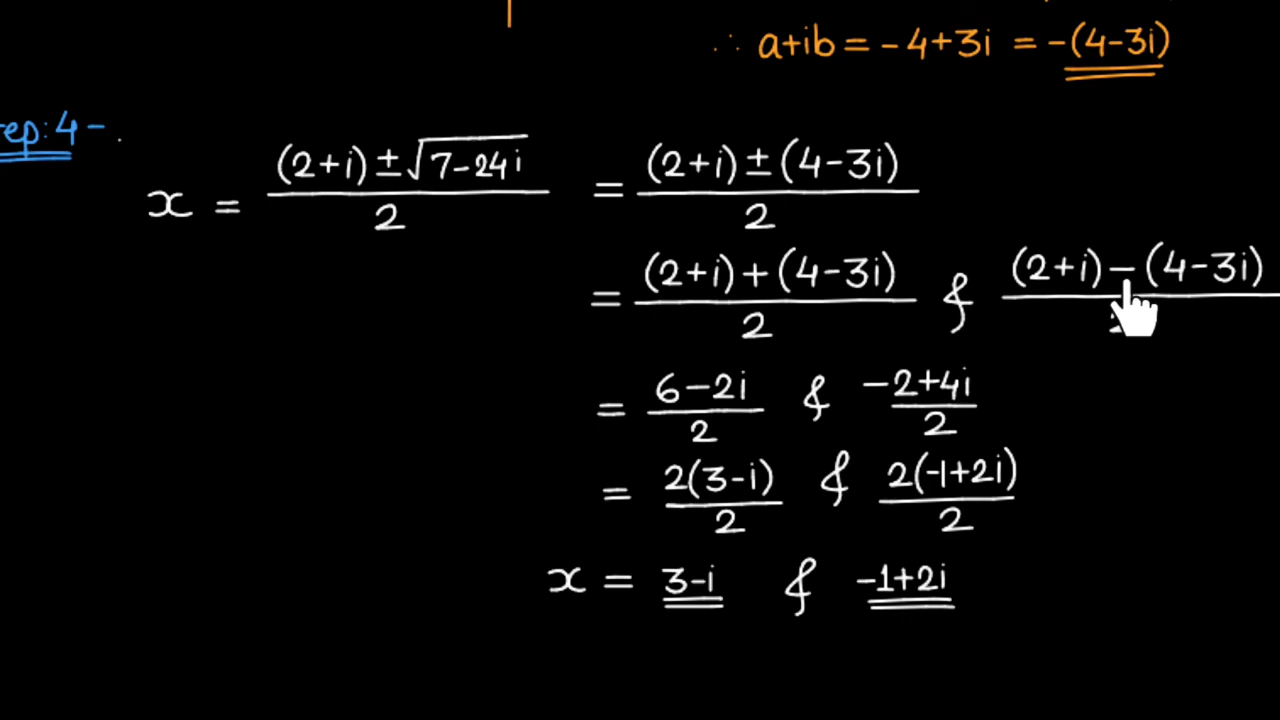 ∴ a+ib = -4+3i = -(4-3i)
ep:4 - .
x = (2+i) ± √(7-24i) / 2 = (2+i) ± (4-3i) / 2
= (2+i) + (4-3i) / 2 & (2+i) - (4-3i)
= 6-2i / 2 & -2+4i / 2
= 2(3-i) / 2 & 2(-1+2i) / 2
x = 3-i & -1+2i